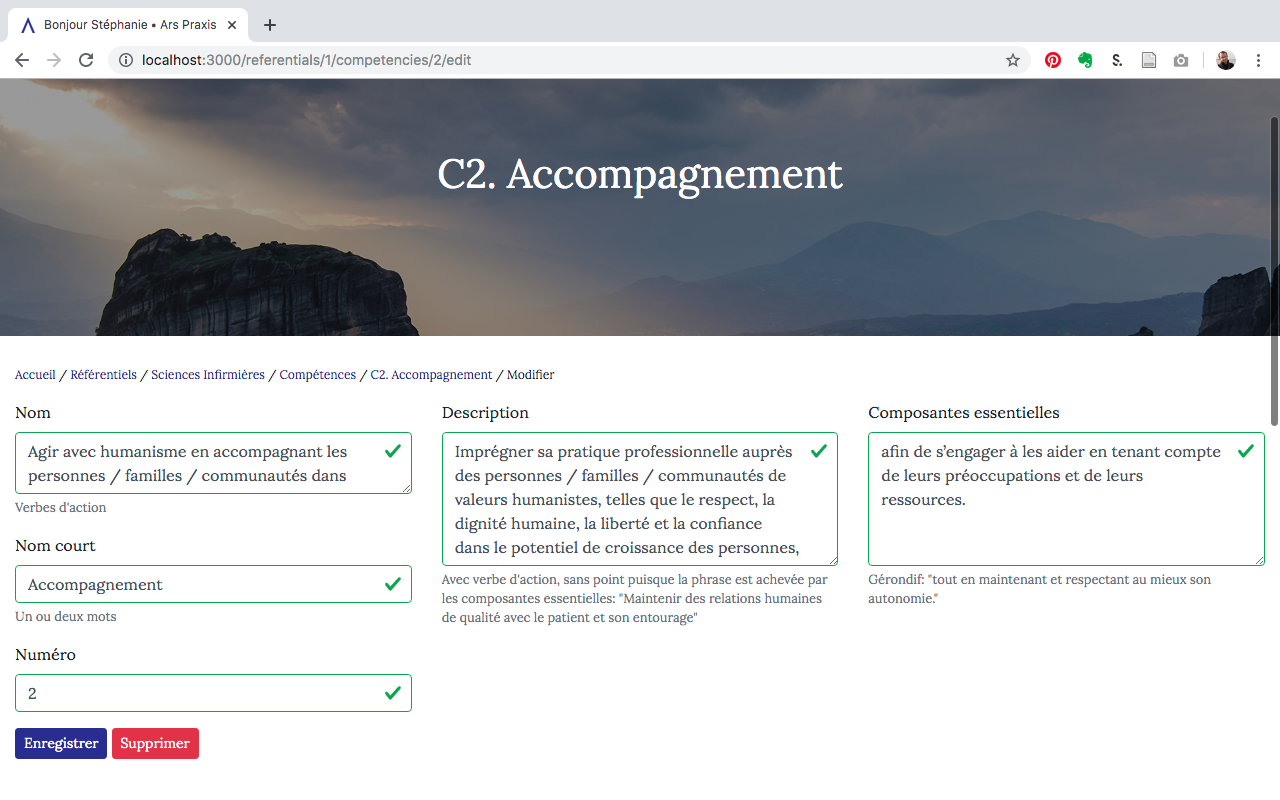 Bonjour Stéphanie • Ars Praxis
localhost:3000/referentials/1/competencies/2/edit
S.
C2. Accompagnement
Accueil / Référentiels / Sciences Infirmières / Compétences / C2. Accompagnement / Modifier
Nom
Agir avec humanisme en accompagnant les
personnes / familles / communautés dans
Verbes d'action
Nom court
Accompagnement
Un ou deux mots
Numéro
2
Enregistrer Supprimer
Description
Imprégner sa pratique professionnelle auprès
des personnes / familles / communautés de
valeurs humanistes, telles que le respect, la
dignité humaine, la liberté et la confiance
dans le potentiel de croissance des personnes,
Avec verbe d'action, sans point puisque la phrase est achevée par
les composantes essentielles: "Maintenir des relations humaines
de qualité avec le patient et son entourage"
Composantes essentielles
afin de s’engager à les aider en tenant compte
de leurs préoccupations et de leurs
ressources.
Gérondif: "tout en maintenant et respectant au mieux son
autonomie."